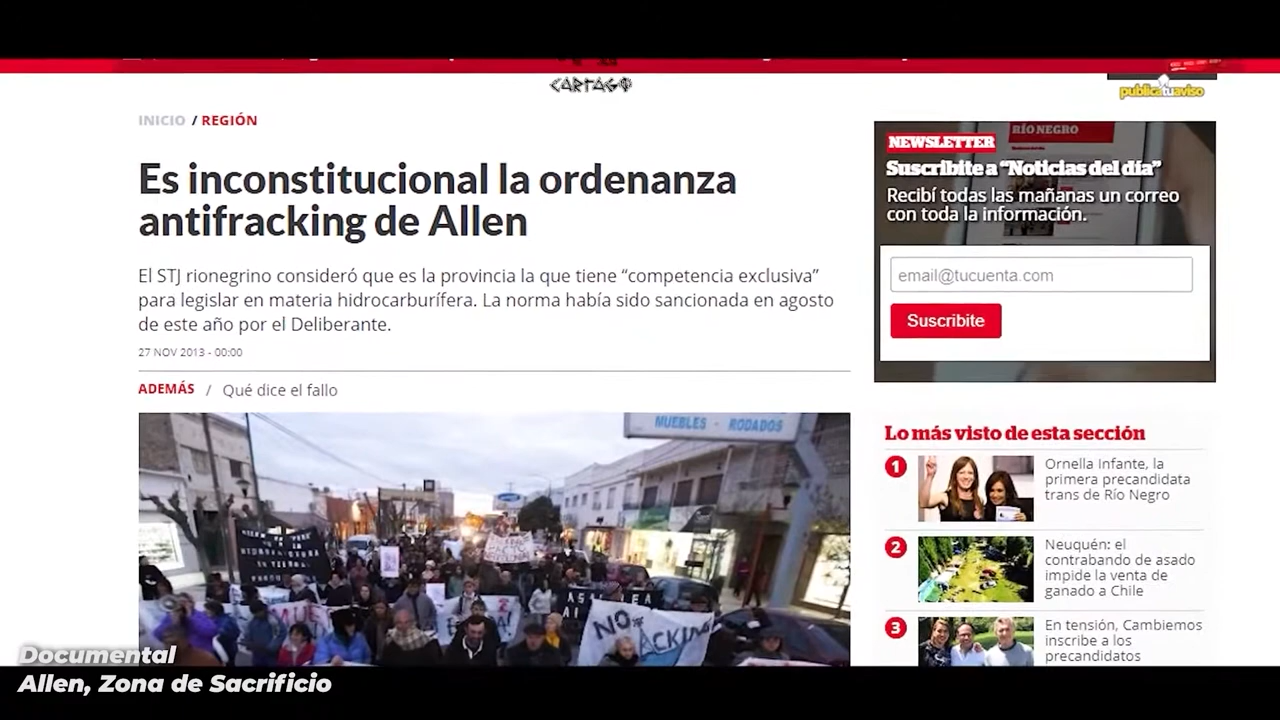 CARTAGO
publicatuaviso
INICIO / REGIÓN
Es inconstitucional la ordenanza
antifracking de Allen
El STJ rionegrino consideró que es la provincia la que tiene “competencia exclusiva”
para legislar en materia hidrocarburífera. La norma había sido sancionada en agosto
de este año por el Deliberante.
27 NOV 2013 - 00:00
ADEMÁS / Qué dice el fallo
MUEBLES - RODADOS
NO
RÍO NEGRO
NEWSLETTER
Suscribite a “Noticias del día”
Recibí todas las mañanas un correo
con toda la información.
email@tucuenta.com
Suscribite
Lo más visto de esta sección
1
Ornella Infante, la
primera precandidata
trans de Río Negro
2
Neuquén: el
contrabando de asado
impide la venta de
ganado a Chile
3
En tensión, Cambiemos
inscribe a los
precandidatos
Documental
Allen, Zona de Sacrificio